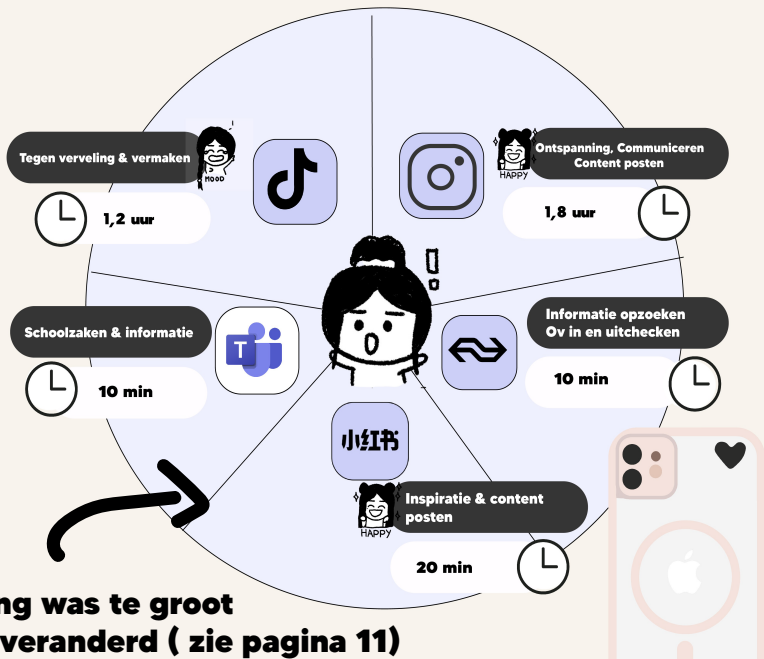 Tegen verveling & vermaken
MOOD
1,2 uur
HAPPY
Ontspanning, Communiceren
Content posten
1,8 uur
Schoolzaken & informatie
T
10 min
Informatie opzoeken
Ov in en uitchecken
10 min
小红书
HAPPY
Inspiratie & content
posten
20 min
ng was te groot
veranderd ( zie pagina 11)